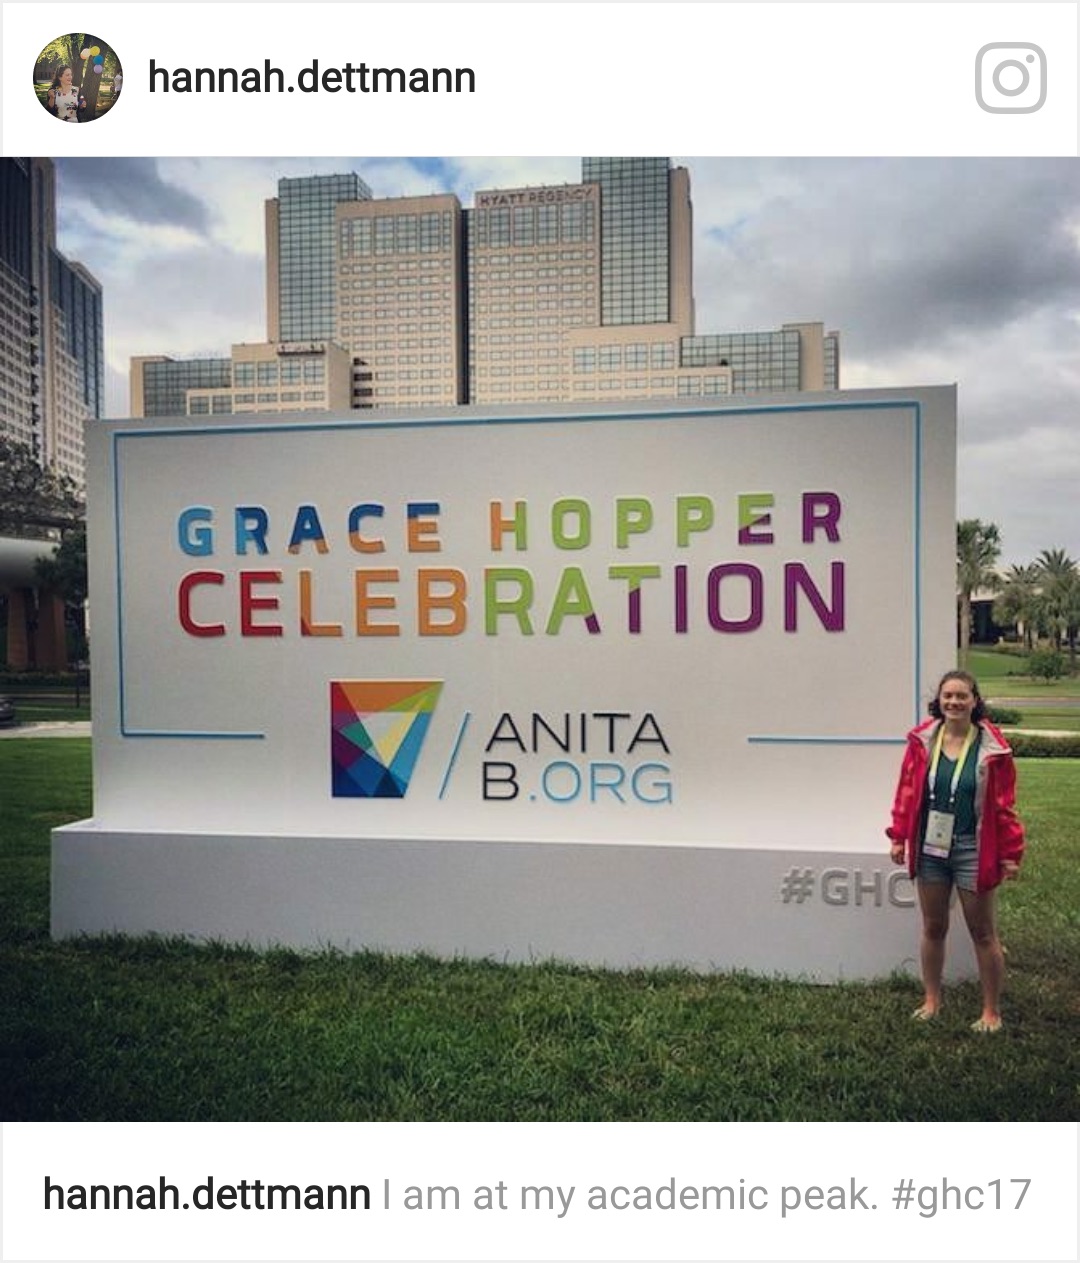 hannah.dettmann
HYATT REGENCY
GRACE HOPPER
CELEBRATION
ANITA
B.ORG
#GHC
hannah.dettmann I am at my academic peak. #ghc17